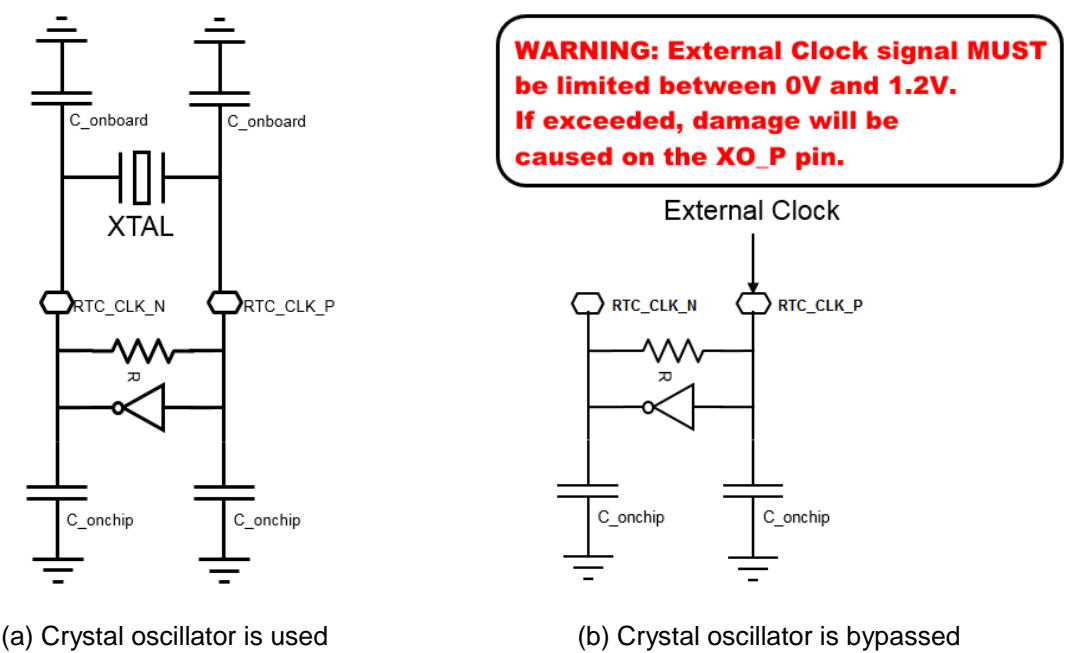 WARNING: External Clock signal MUST
be limited between 0V and 1.2V.
If exceeded, damage will be
caused on the XO_P pin.
C_onboard
C_onboard
XTAL
External Clock
RTC_CLK_N
RTC_CLK_P
RTC_CLK_N
RTC_CLK_P
R
R
C_onchip
C_onchip
C_onchip
C_onchip
(a) Crystal oscillator is used
(b) Crystal oscillator is bypassed